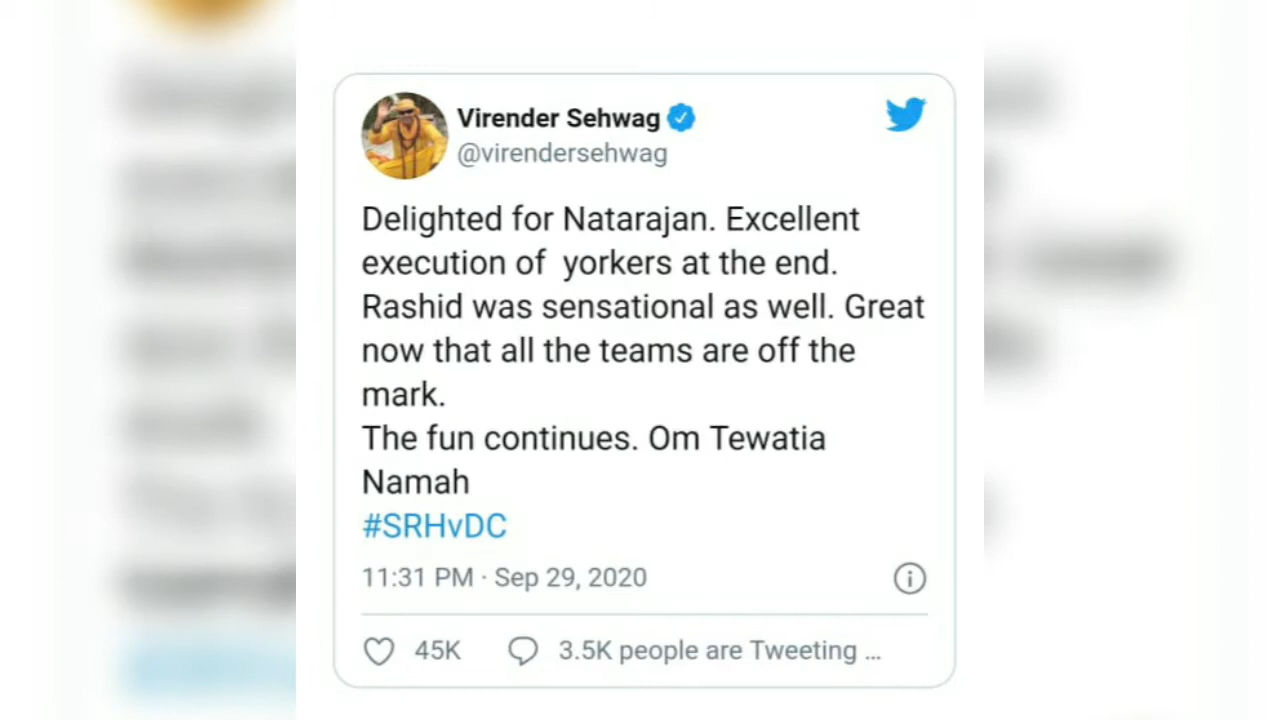 Virender Sehwag
@virendersehwag
Delighted for Natarajan. Excellent
execution of  yorkers at the end.
Rashid was sensational as well. Great
now that all the teams are off the
mark.
The fun continues. Om Tewatia
Namah
#SRHvDC
11:31 PM · Sep 29, 2020
45K 3.5K people are Tweeting ...